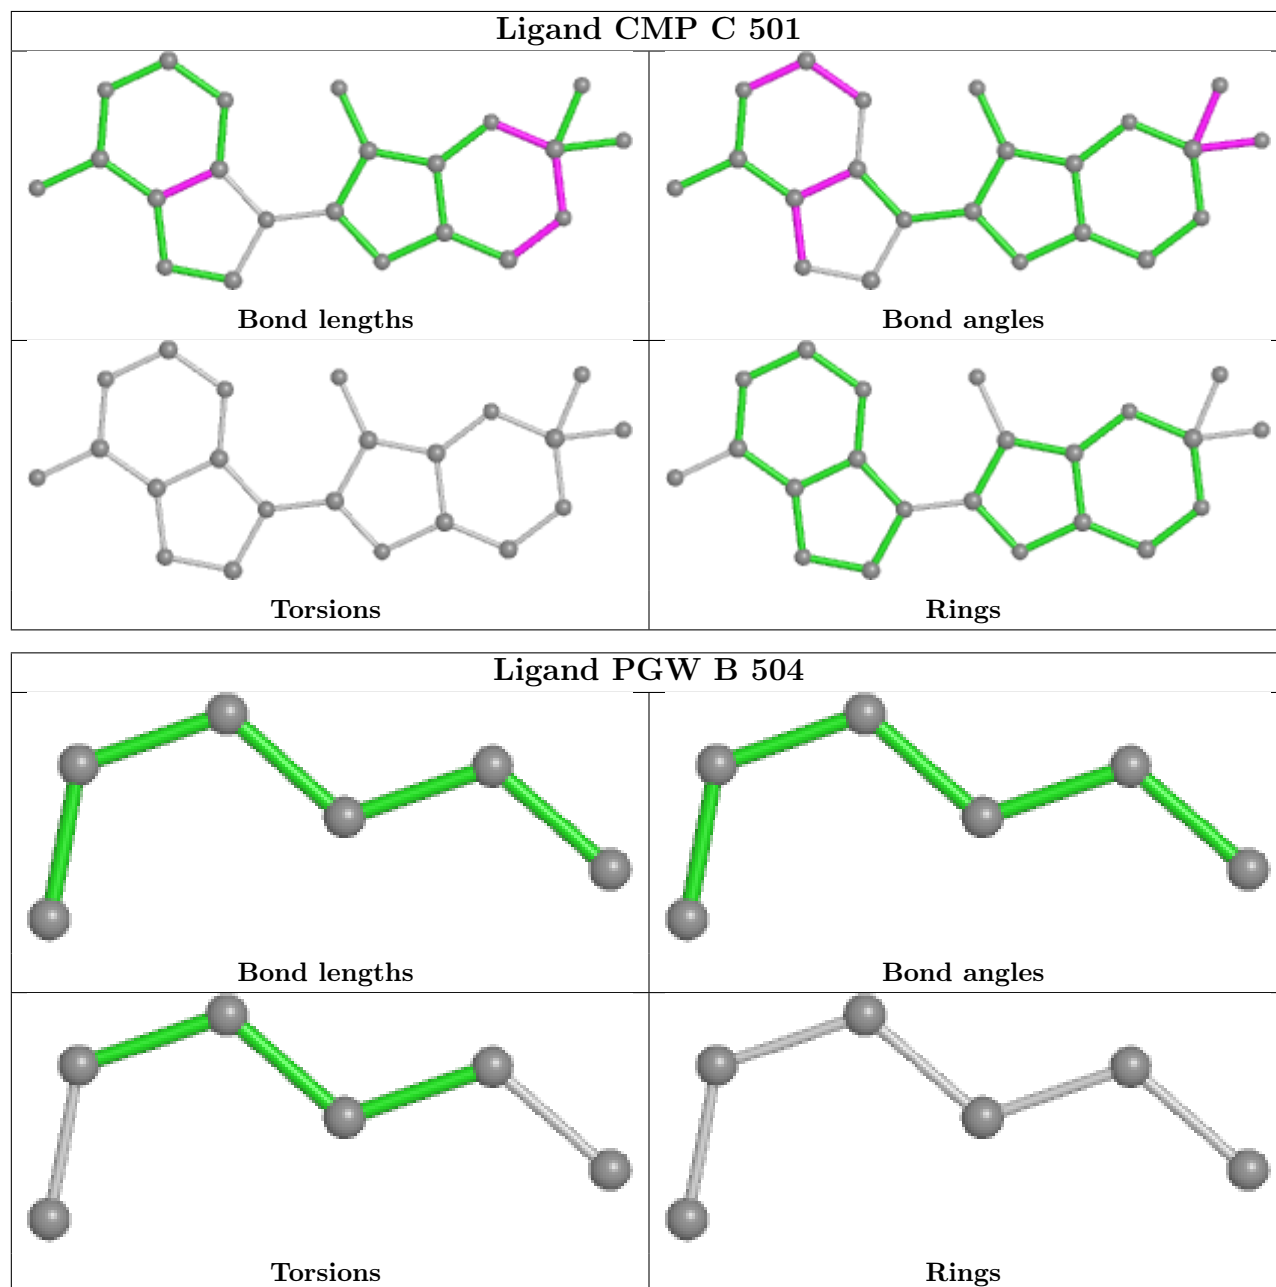 Ligand CMP C 501
Bond lengths
Bond angles
Torsions
Rings
Ligand PGW B 504
Bond lengths
Bond angles
Torsions
Rings